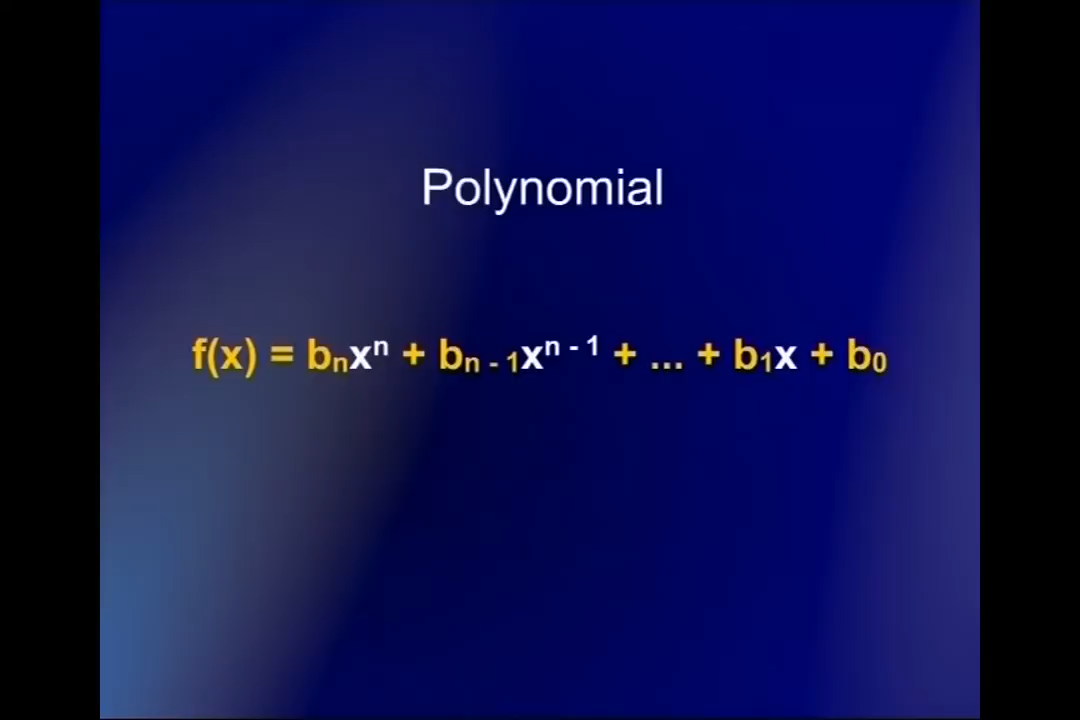 Polynomial
f(x) = bₙxⁿ + bₙ₋₁xⁿ⁻¹ + ... + b₁x + b₀